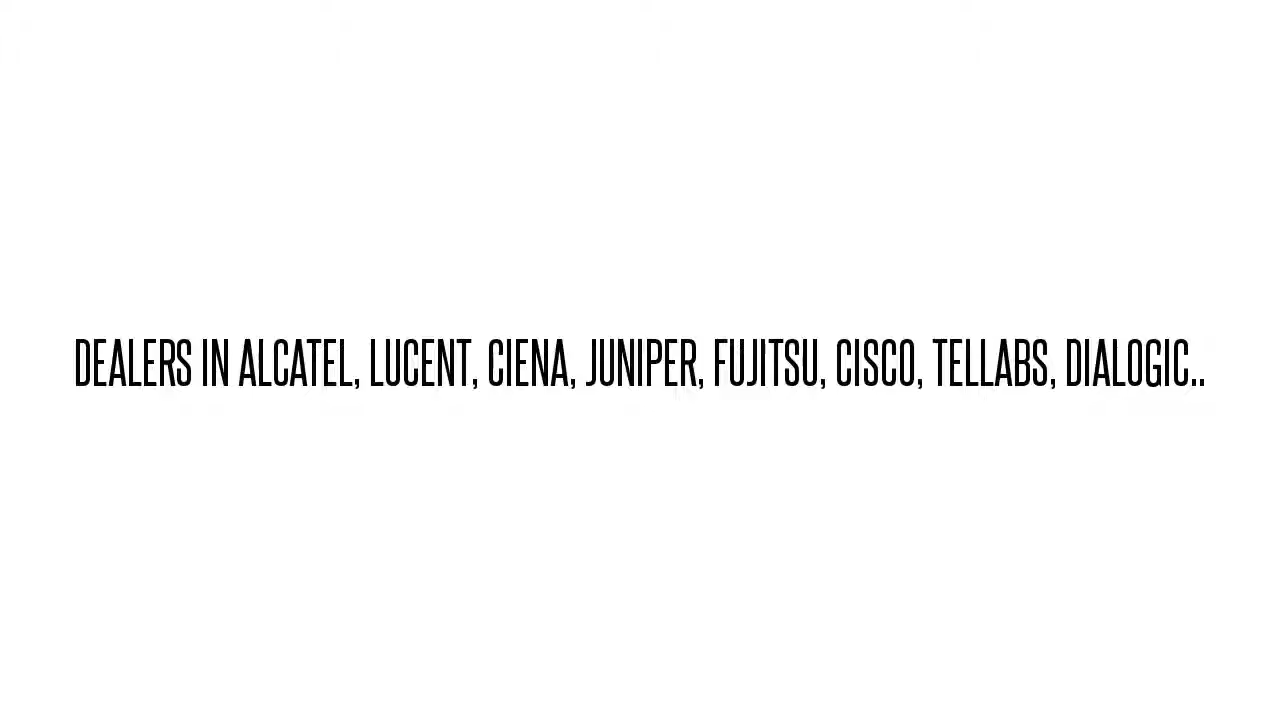 DEALERS IN ALCATEL, LUCENT, CIENA, JUNIPER, FUJITSU, CISCO, TELLABS, DIALOGIC..